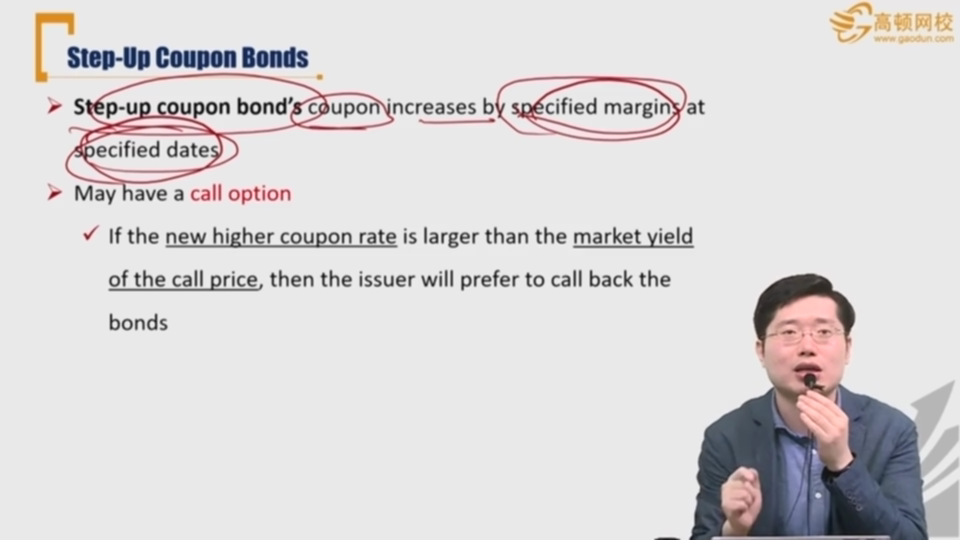 高顿网校
www.gaodun.com
Step-Up Coupon Bonds
Step-up coupon bond's coupon increases by specified margins at
specified dates
May have a call option
If the new higher coupon rate is larger than the market yield
of the call price, then the issuer will prefer to call back the
bonds